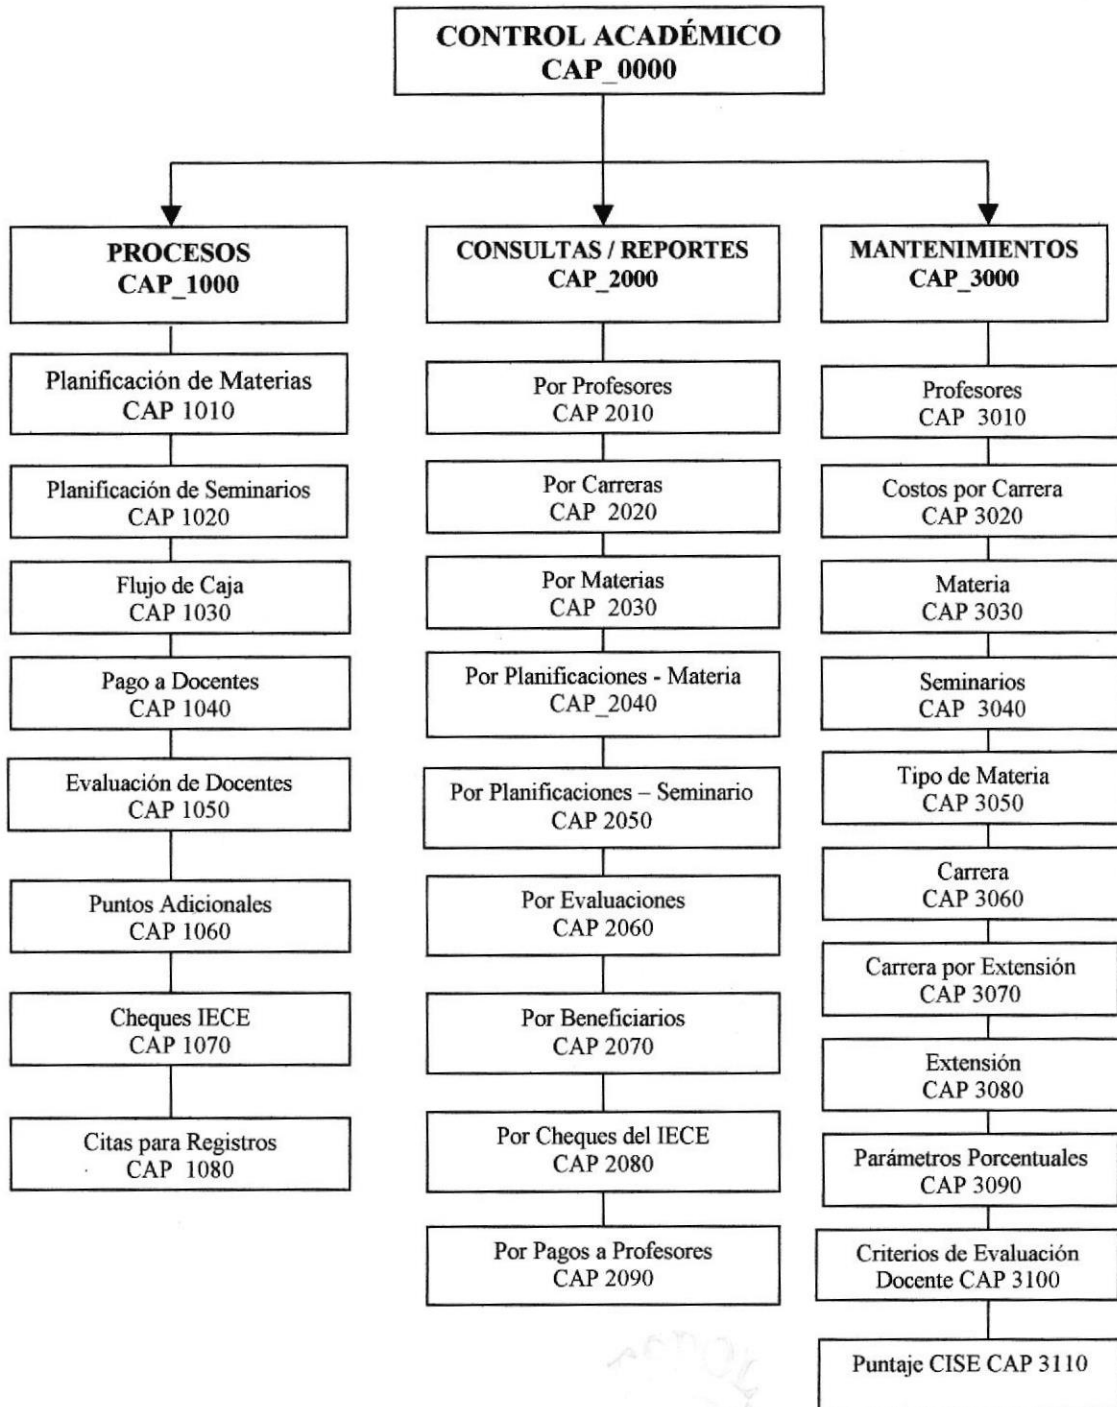 CONTROL ACADÉMICO
CAP_0000
PROCESOS
CAP_1000
Planificación de Materias
CAP 1010
Planificación de Seminarios
CAP 1020
Flujo de Caja
CAP 1030
Pago a Docentes
CAP 1040
Evaluación de Docentes
CAP 1050
Puntos Adicionales
CAP 1060
Cheques IECE
CAP 1070
Citas para Registros
CAP 1080
CONSULTAS / REPORTES
CAP_2000
Por Profesores
CAP 2010
Por Carreras
CAP 2020
Por Materias
CAP 2030
Por Planificaciones - Materia
CAP_2040
Por Planificaciones – Seminario
CAP 2050
Por Evaluaciones
CAP 2060
Por Beneficiarios
CAP 2070
Por Cheques del IECE
CAP 2080
Por Pagos a Profesores
CAP 2090
MANTENIMIENTOS
CAP_3000
Profesores
CAP 3010
Costos por Carrera
CAP 3020
Materia
CAP 3030
Seminarios
CAP 3040
Tipo de Materia
CAP 3050
Carrera
CAP 3060
Carrera por Extensión
CAP 3070
Extensión
CAP 3080
Parámetros Porcentuales
CAP 3090
Criterios de Evaluación
Docente CAP 3100
Puntaje CISE CAP 3110